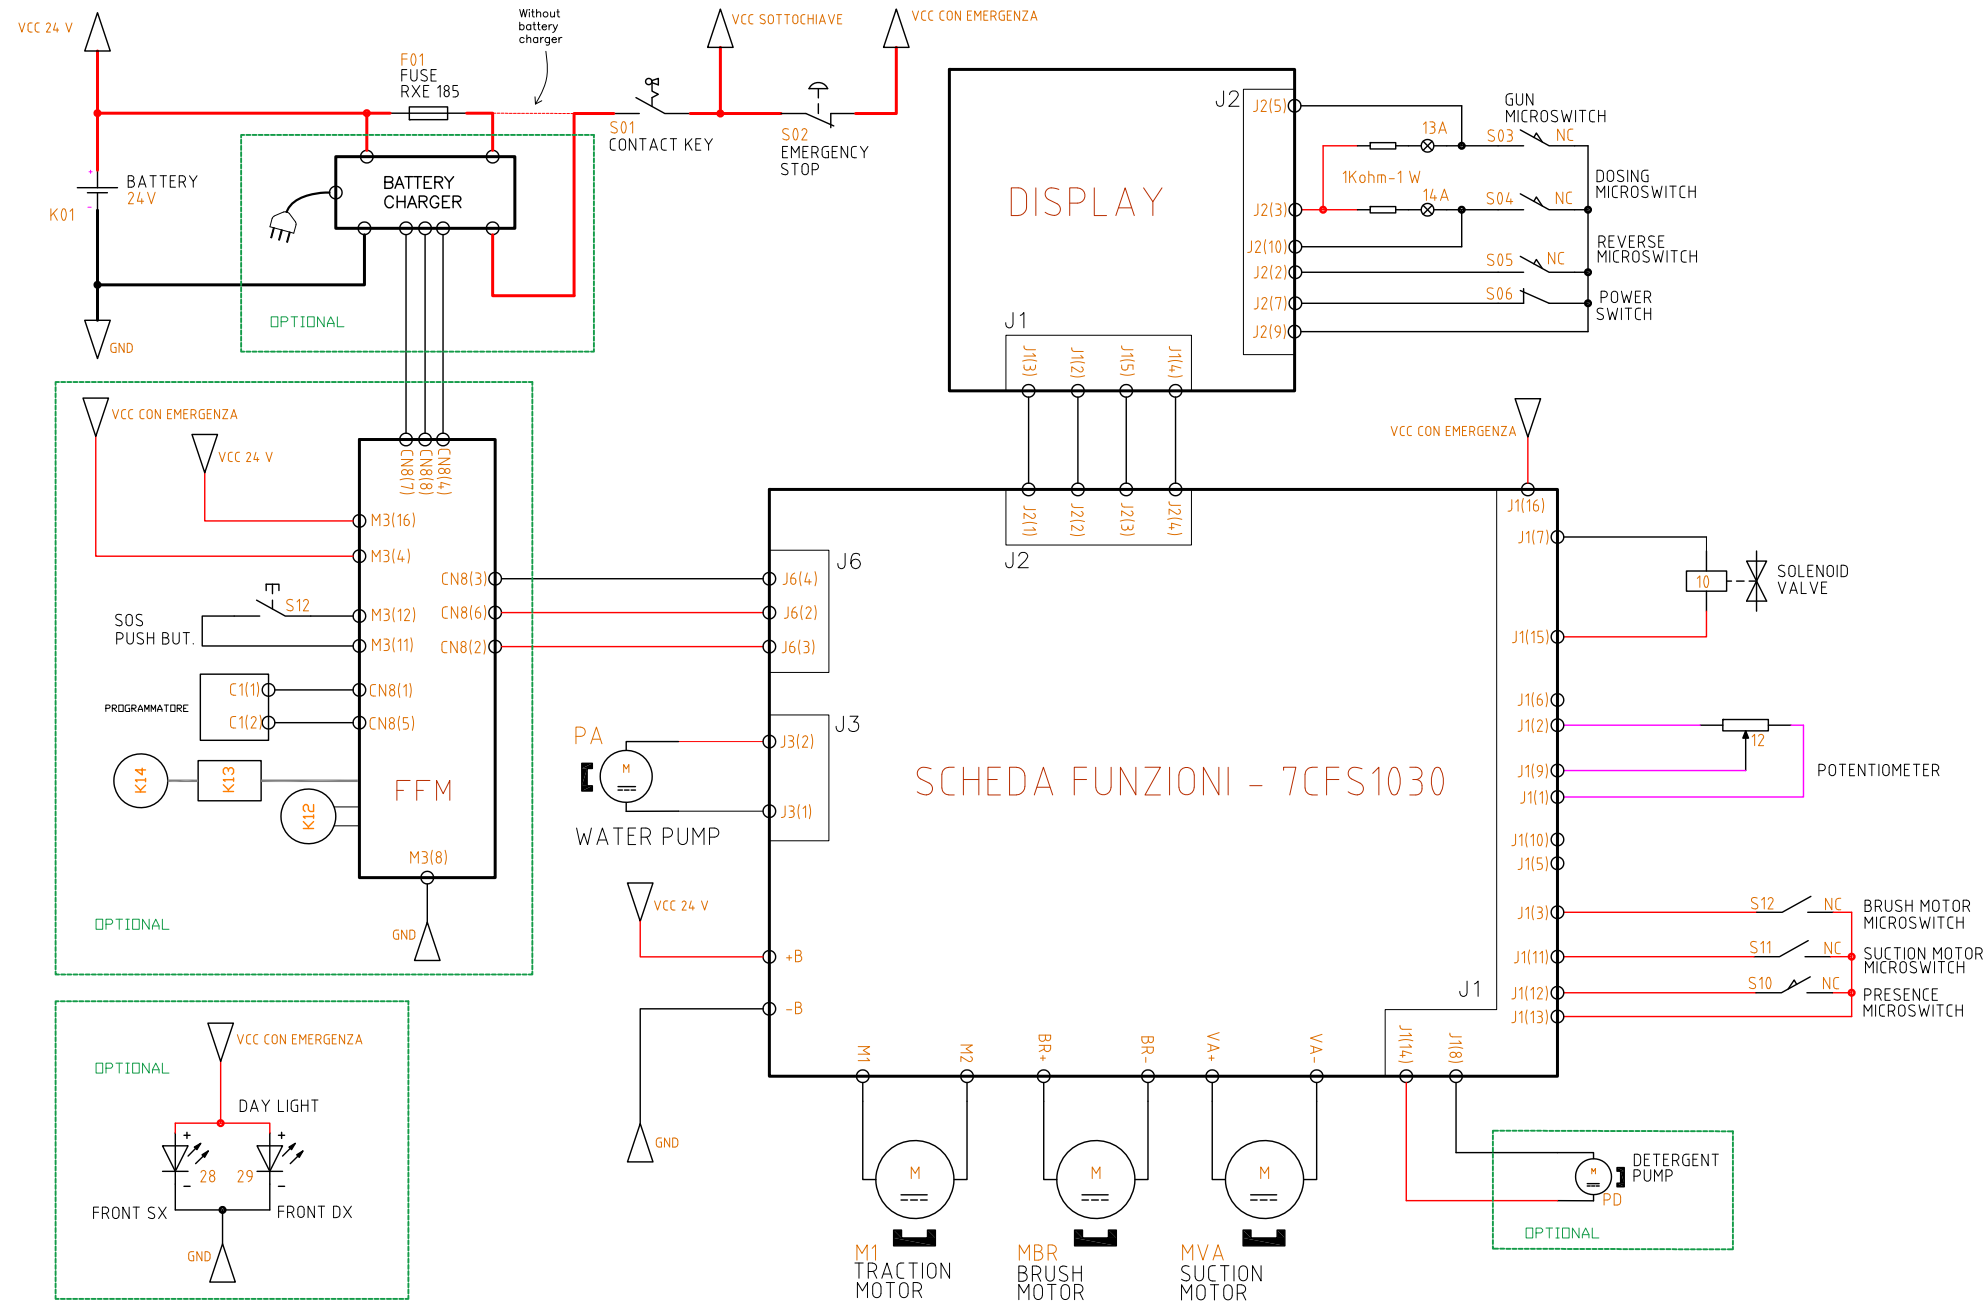 VCC 24 V
Without
battery
charger
VCC SOTTOCHIAVE
VCC CON EMERGENZA
F01
FUSE
RXE 185
S01
CONTACT KEY
S02
EMERGENCY
STOP
+
BATTERY
24V
-
K01
BATTERY
CHARGER
OPTIONAL
GND
DISPLAY
J2
J2(5)
J2(3)
J2(10)
J2(2)
J2(7)
J2(9)
13A
1Kohm-1 W
14A
GUN
MICROSWITCH
S03
NC
DOSING
MICROSWITCH
S04
NC
REVERSE
MICROSWITCH
S05
NC
S06
POWER
SWITCH
J1
J1(3)
J1(2)
J1(5)
J1(4)
VCC CON EMERGENZA
VCC 24 V
CN8(7)
CN8(8)
CN8(4)
M3(16)
M3(4)
CN8(3)
CN8(6)
CN8(2)
SOS
PUSH BUT.
S12
M3(12)
M3(11)
PROGRAMMATORE
C1(1)
C1(2)
CN8(1)
CN8(5)
K14
K13
K12
FFM
M3(8)
GND
OPTIONAL
VCC CON EMERGENZA
J2(1)
J2(2)
J2(3)
J2(4)
J2
J6
J6(4)
J6(2)
J6(3)
J3
J3(2)
J3(1)
PA
M
WATER PUMP
SCHEDA FUNZIONI - 7CFS1030
VCC 24 V
+B
-B
GND
J1(16)
J1(7)
J1(15)
J1(6)
J1(2)
J1(9)
J1(1)
J1(10)
J1(5)
J1(3)
J1(11)
J1(12)
J1(13)
J1
J1(14)
J1(8)
10
SOLENOID
VALVE
12
POTENTIOMETER
S12
NC
BRUSH MOTOR
MICROSWITCH
S11
NC
SUCTION MOTOR
MICROSWITCH
S10
NC
PRESENCE
MICROSWITCH
M1
M2
BR+
BR-
VA+
VA-
M
M
M
M1
TRACTION
MOTOR
MBR
BRUSH
MOTOR
MVA
SUCTION
MOTOR
M
DETERGENT
PUMP
PD
OPTIONAL
OPTIONAL
VCC CON EMERGENZA
DAY LIGHT
+
+
28
29
-
-
FRONT SX
FRONT DX
GND